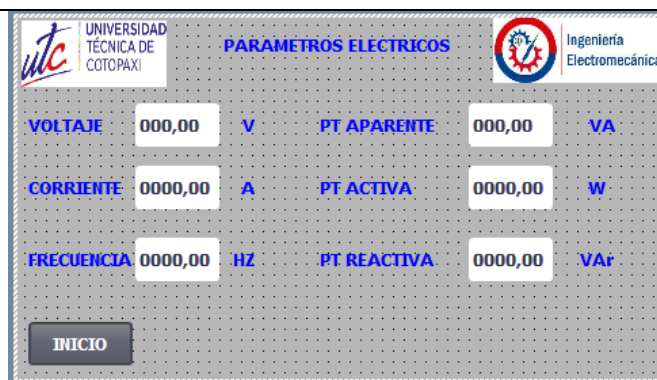 UNIVERSIDAD
TÉCNICA DE
COTOPAXI
utc
PARAMETROS ELECTRICOS
Ingeniería
Electromecánica
VOLTAJE 000,00 V PT APARENTE 000,00 VA
CORRIENTE 0000,00 A PT ACTIVA 0000,00 W
FRECUENCIA 0000,00 HZ PT REACTIVA 0000,00 VAr
INICIO